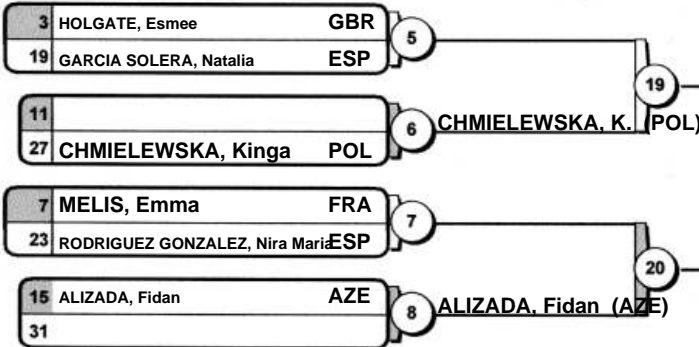 3 HOLGATE, Esmee GBR
5
19 GARCIA SOLERA, Natalia ESP
19
11
6 CHMIELEWSKA, K. (POL)
27 CHMIELEWSKA, Kinga POL
7 MELIS, Emma FRA
7
23 RODRIGUEZ GONZALEZ, Nira Maria ESP
20
15 ALIZADA, Fidan AZE
8 ALIZADA, Fidan (AZE)
31